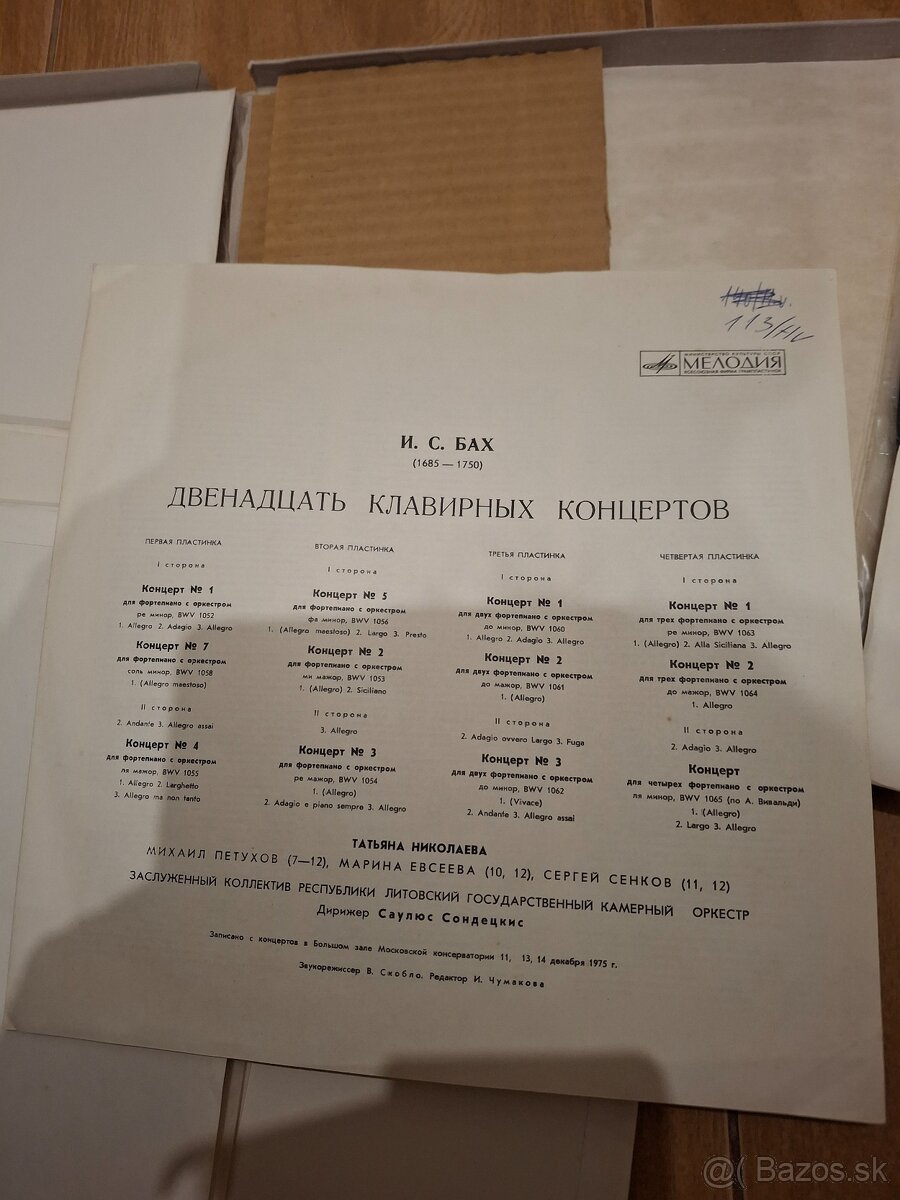 113/HV
МИНИСТЕРСТВО КУЛЬТУРЫ СССР
МЕЛОДИЯ
ВСЕСОЮЗНАЯ ФИРМА ГРАМПЛАСТИНОК
И. С. БАХ
(1685 — 1750)
ДВЕНАДЦАТЬ КЛАВИРНЫХ КОНЦЕРТОВ
ПЕРВАЯ ПЛАСТИНКА
I сторона
Концерт № 1
для фортепиано с оркестром
ре минор, BWV 1052
1. Allegro 2. Adagio 3. Allegro
Концерт № 7
для фортепиано с оркестром
соль минор, BWV 1058
1. (Allegro maestoso)
II сторона
2. Andante 3. Allegro assai
Концерт № 4
для фортепиано с оркестром
ля мажор, BWV 1055
1. Allegro 2. Larghetto
3. Allegro ma non tanto
ВТОРАЯ ПЛАСТИНКА
I сторона
Концерт № 5
для фортепиано с оркестром
фа минор, BWV 1056
1. (Allegro maestoso) 2. Largo 3. Presto
Концерт № 2
для фортепиано с оркестром
ми мажор, BWV 1053
1. (Allegro) 2. Siciliano
II сторона
3. Allegro
Концерт № 3
для фортепиано с оркестром
ре мажор, BWV 1054
1. (Allegro)
2. Adagio e piano sempre 3. Allegro
ТРЕТЬЯ ПЛАСТИНКА
I сторона
Концерт № 1
для двух фортепиано с оркестром
до минор, BWV 1060
1. Allegro 2. Adagio 3. Allegro
Концерт № 2
для двух фортепиано с оркестром
до мажор, BWV 1061
1. (Allegro)
II сторона
2. Adagio ovvero Largo 3. Fuga
Концерт № 3
для двух фортепиано с оркестром
до минор, BWV 1062
1. (Vivace)
2. Andante 3. Allegro assai
ЧЕТВЕРТАЯ ПЛАСТИНКА
I сторона
Концерт № 1
для трех фортепиано с оркестром
ре минор, BWV 1063
1. (Allegro) 2. Alla Siciliana 3. Allegro
Концерт № 2
для трех фортепиано с оркестром
до мажор, BWV 1064
1. Allegro
II сторона
2. Adagio 3. Allegro
Концерт
для четырех фортепиано с оркестром
ля минор, BWV 1065 (по А. Вивальди)
1. (Allegro)
2. Largo 3. Allegro
ТАТЬЯНА НИКОЛАЕВА
МИХАИЛ ПЕТУХОВ (7—12), МАРИНА ЕВСЕЕВА (10, 12), СЕРГЕЙ СЕНКОВ (11, 12)
ЗАСЛУЖЕННЫЙ КОЛЛЕКТИВ РЕСПУБЛИКИ ЛИТОВСКИЙ ГОСУДАРСТВЕННЫЙ КАМЕРНЫЙ ОРКЕСТР
Дирижер Саулюс Сондецкис
Записано с концертов в Большом зале Московской консерватории 11, 13, 14 декабря 1975 г.
Звукорежиссер В. Скобло. Редактор И. Чумакова
@( Bazos.sk